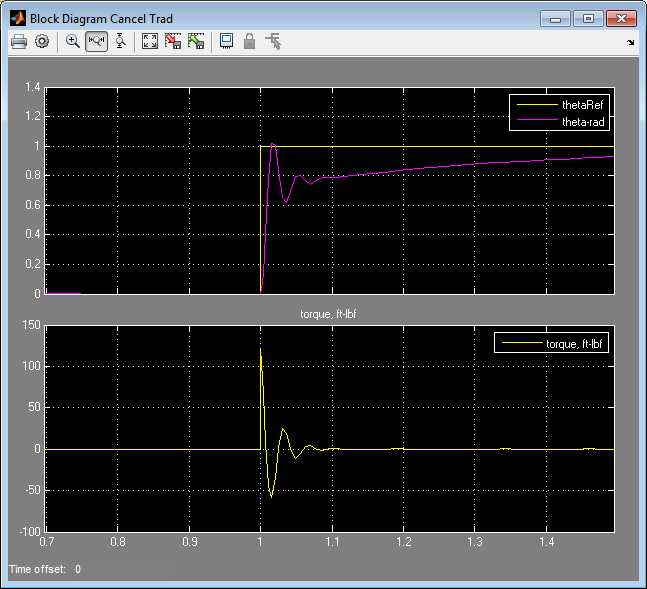 Block Diagram Cancel Trad
1.4
1.2
1
0.8
0.6
0.4
0.2
0
thetaRef
theta-rad
torque, ft-lbf
150
100
50
0
-50
-100
torque, ft-lbf
0.7 0.8 0.9 1 1.1 1.2 1.3 1.4
Time offset: 0